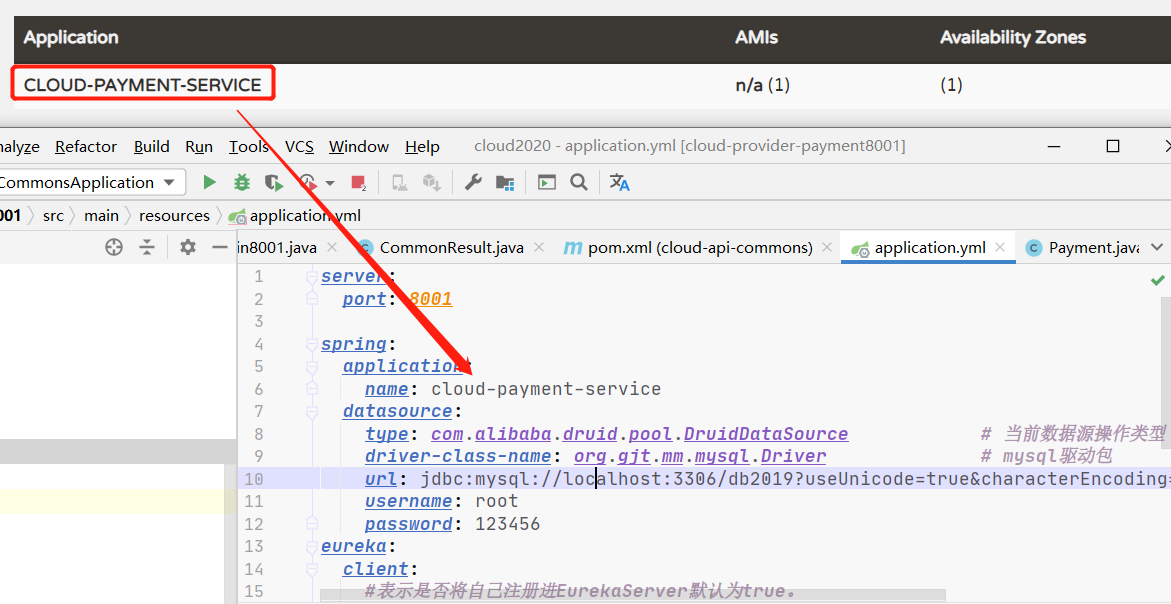 Application AMIs Availability Zones
CLOUD-PAYMENT-SERVICE n/a (1) (1)
nalyze Refactor Build Run Tools VCS Window Help cloud2020 - application.yml [cloud-provider-payment8001]
CommonsApplication
001 src main resources application.yml
in8001.java CommonResult.java pom.xml (cloud-api-commons) application.yml Payment.java
1 server:
2 port: 8001
3
4 spring:
5 application:
6 name: cloud-payment-service
7 datasource:
8 type: com.alibaba.druid.pool.DruidDataSource # 当前数据源操作类型
9 driver-class-name: org.gjt.mm.mysql.Driver # mysql驱动包
10 url: jdbc:mysql://localhost:3306/db2019?useUnicode=true&characterEncoding=
11 username: root
12 password: 123456
13 eureka:
14 client:
15 #表示是否将自己注册进EurekaServer默认为true。